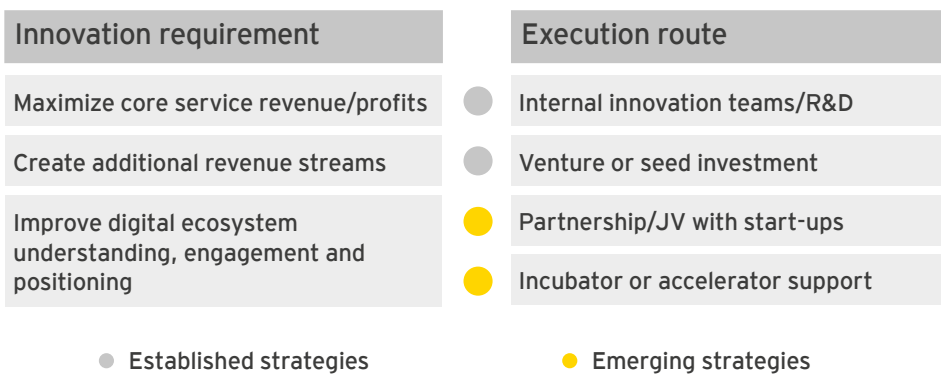 Innovation requirement
Execution route
Maximize core service revenue/profits
Internal innovation teams/R&D
Create additional revenue streams
Venture or seed investment
Improve digital ecosystem
understanding, engagement and
positioning
Partnership/JV with start-ups
Incubator or accelerator support
Established strategies
Emerging strategies